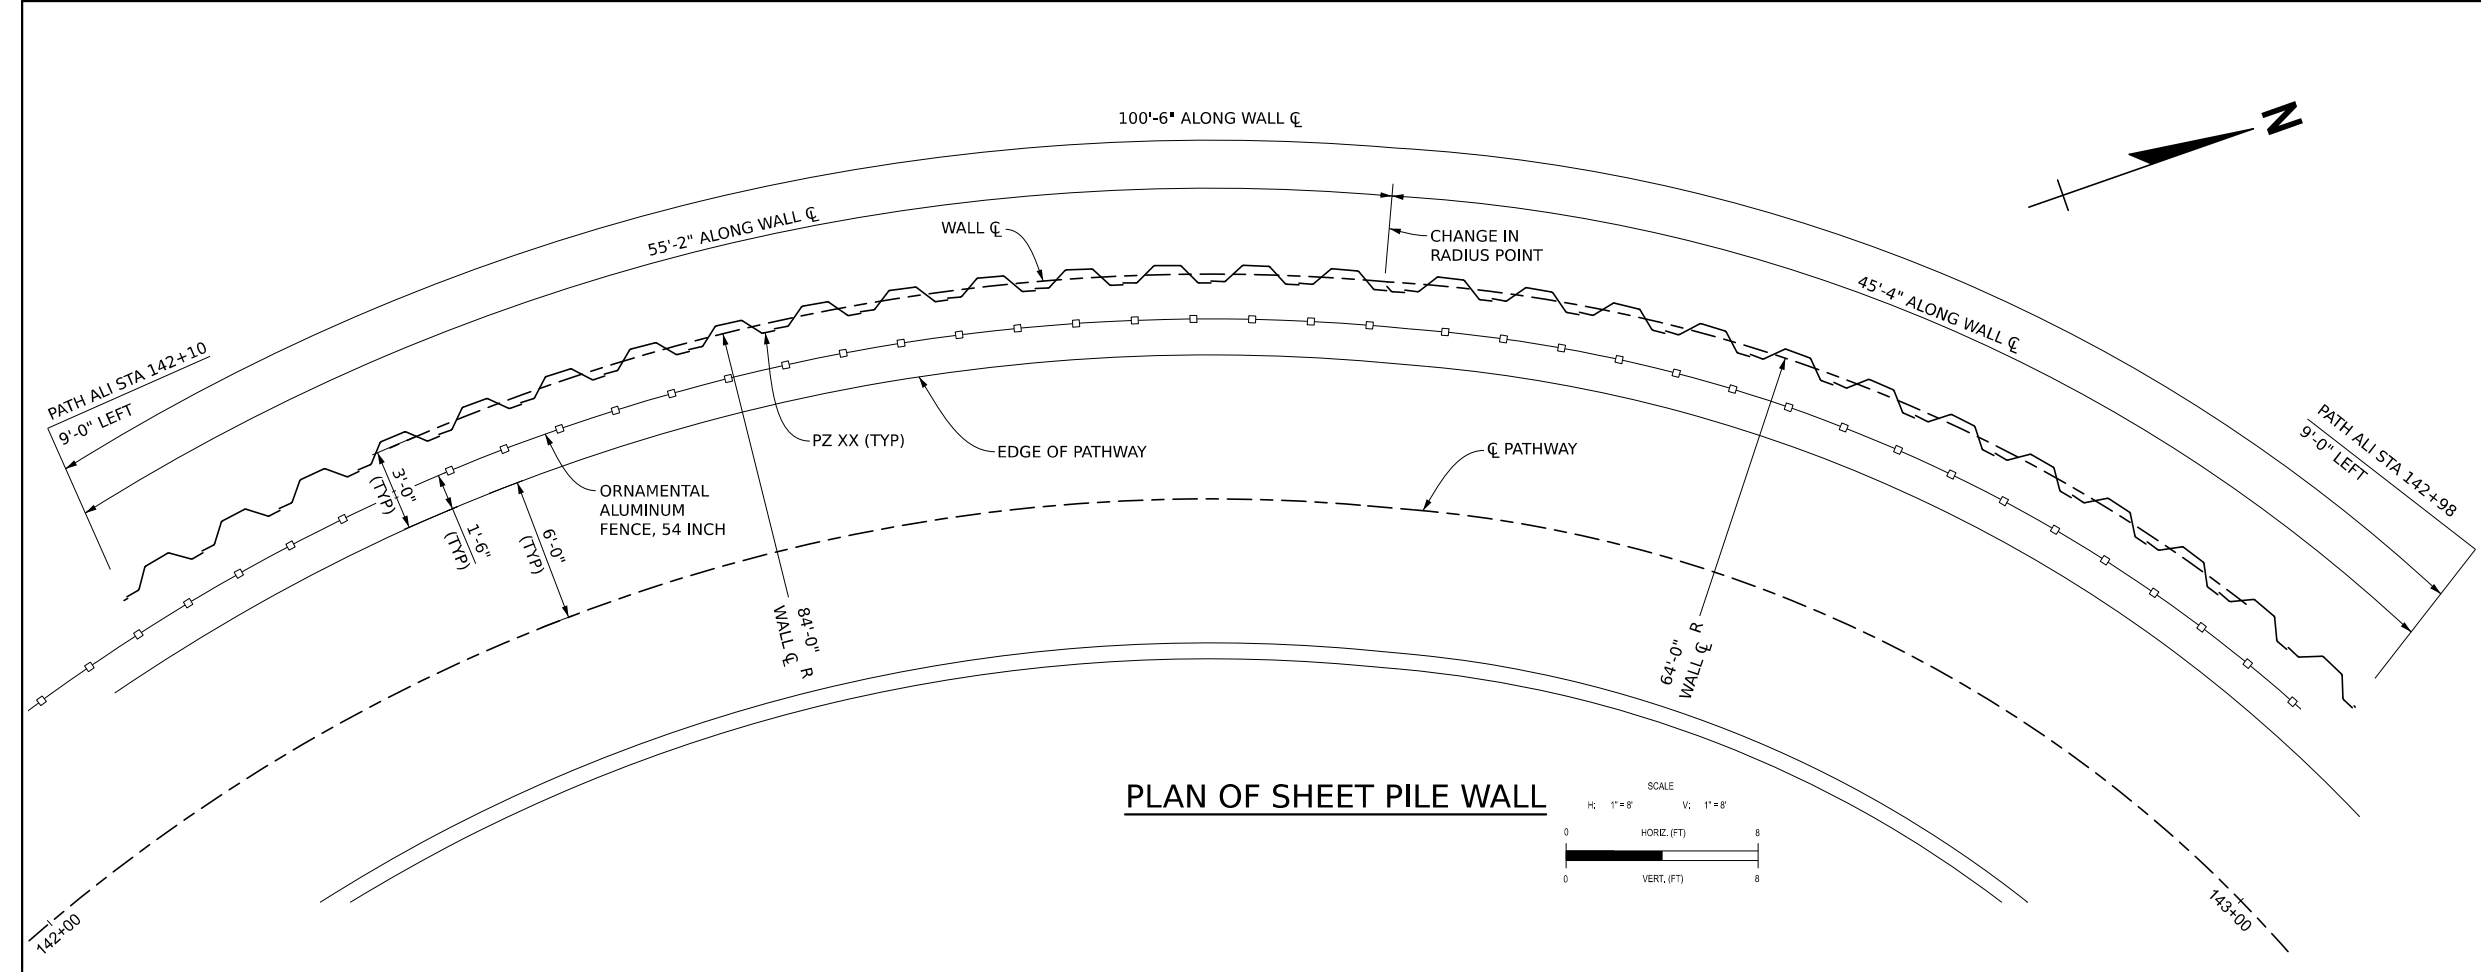 100'-6" ALONG WALL ℄
N
55'-2" ALONG WALL ℄
WALL ℄
CHANGE IN
RADIUS POINT
45'-4" ALONG WALL ℄
PATH ALI STA 142+10
9'-0" LEFT
PATH ALI STA 142+98
9'-0" LEFT
PZ XX (TYP)
EDGE OF PATHWAY
℄ PATHWAY
3'-0"
(TYP)
1'-6"
(TYP)
6'-0"
(TYP)
ORNAMENTAL
ALUMINUM
FENCE, 54 INCH
84'-0" R
WALL ℄
64'-0" R
WALL ℄
PLAN OF SHEET PILE WALL
SCALE
H: 1" = 8' V: 1" = 8'
0 HORIZ. (FT) 8
0 VERT. (FT) 8
142+00
143+00